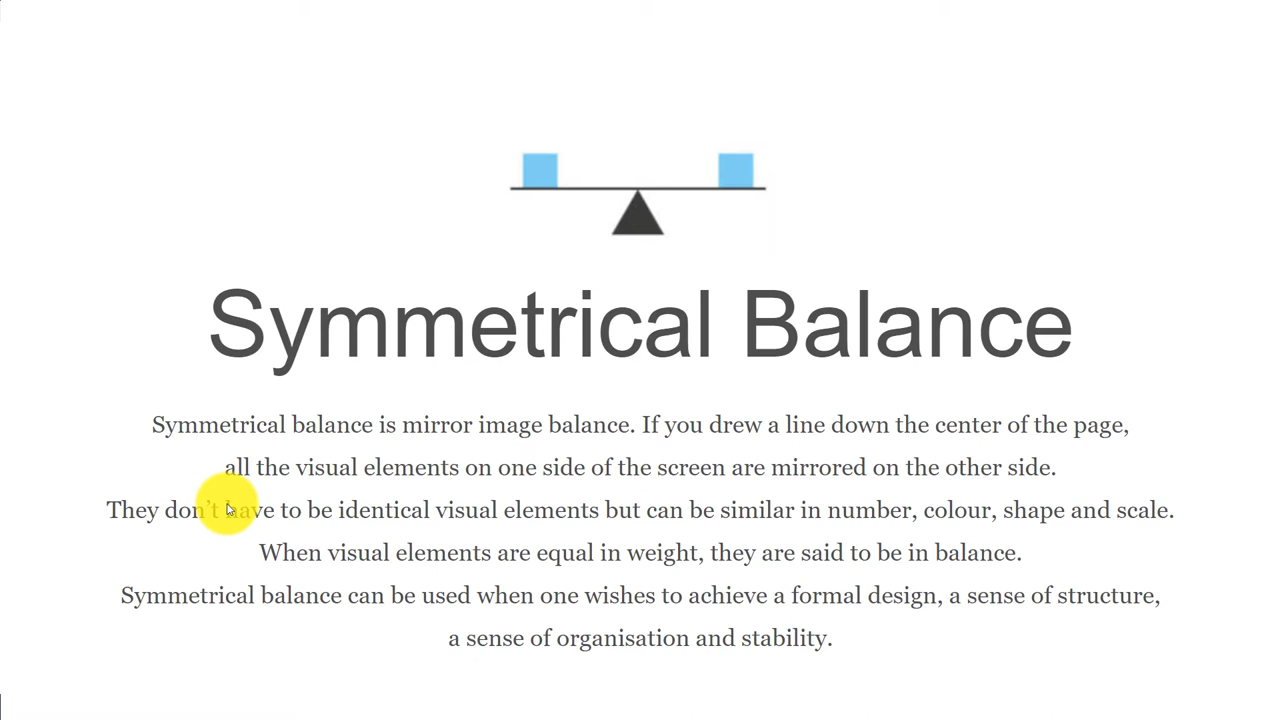 Symmetrical Balance
Symmetrical balance is mirror image balance. If you drew a line down the center of the page,
all the visual elements on one side of the screen are mirrored on the other side.
They don’t have to be identical visual elements but can be similar in number, colour, shape and scale.
When visual elements are equal in weight, they are said to be in balance.
Symmetrical balance can be used when one wishes to achieve a formal design, a sense of structure,
a sense of organisation and stability.